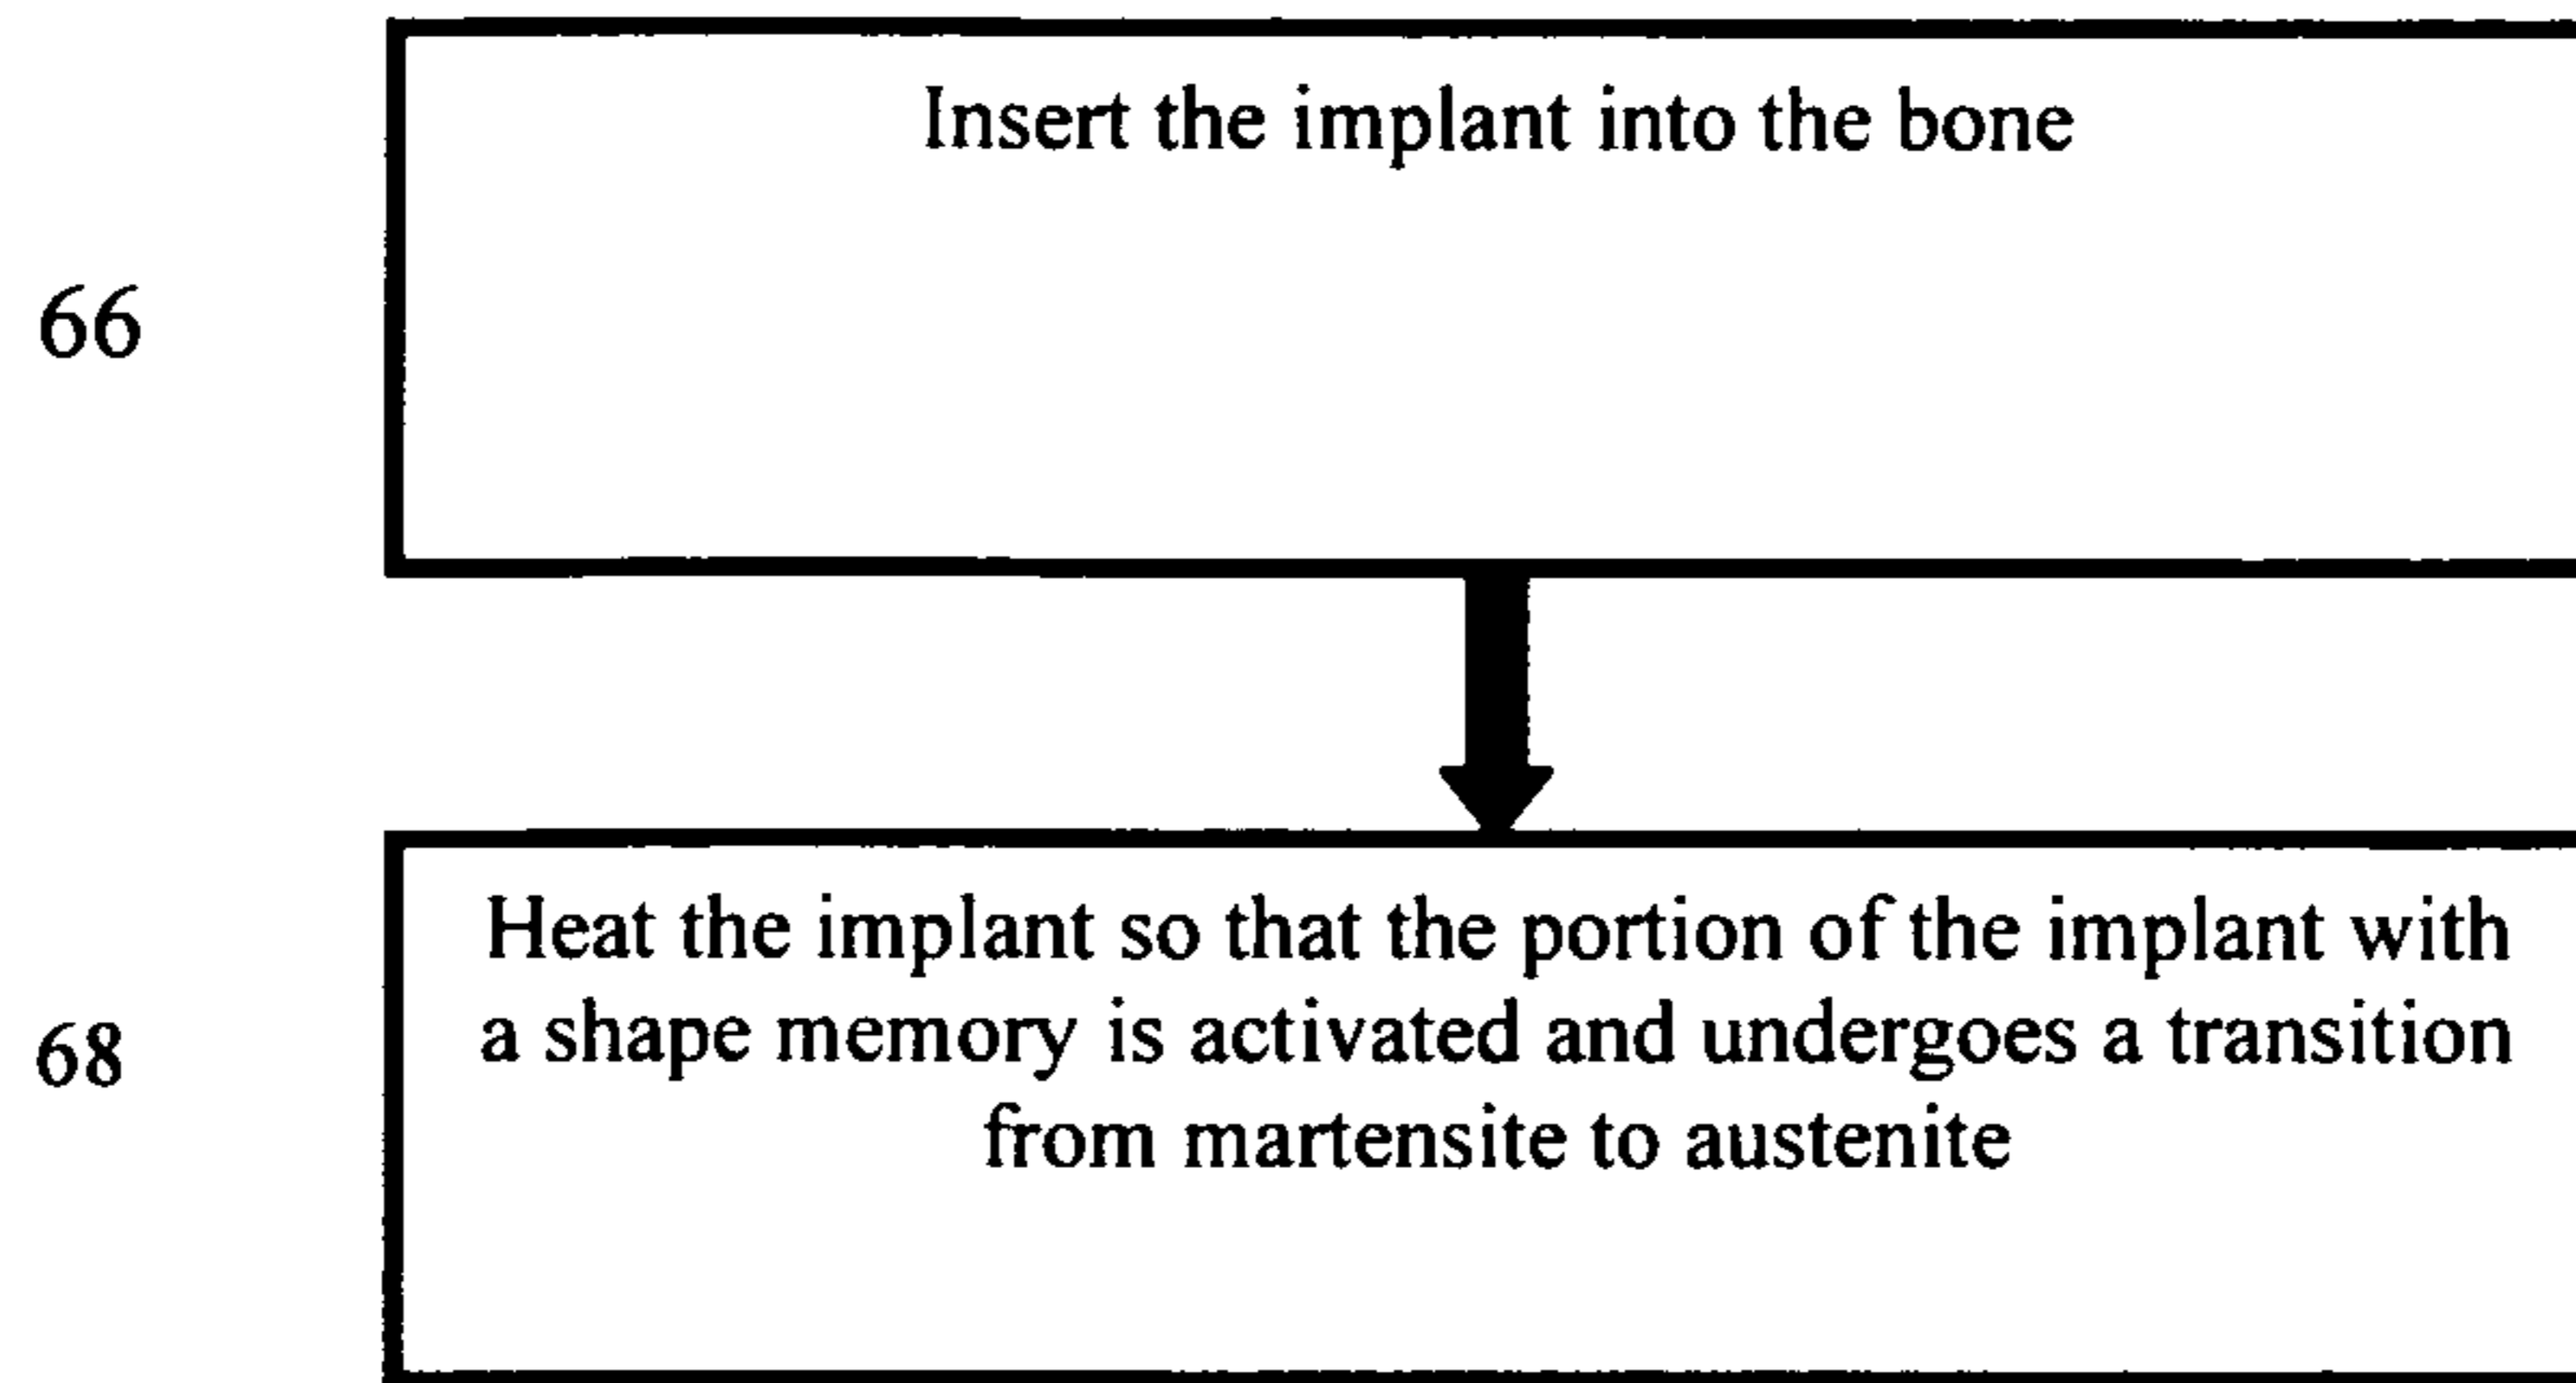 Insert the implant into the bone
66
Heat the implant so that the portion of the implant with
a shape memory is activated and undergoes a transition
68
from martensite to austenite